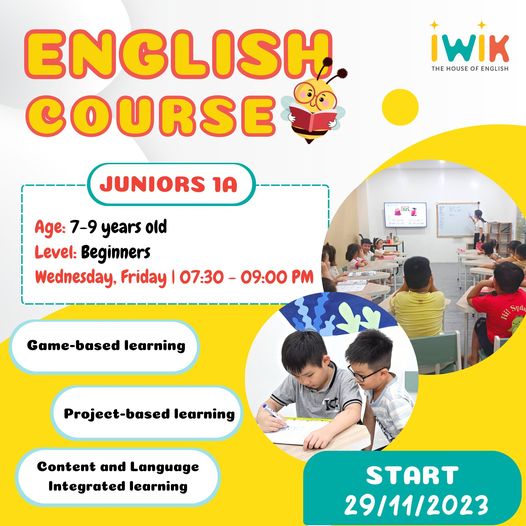 ENGLISH
COURSE
iWiK
THE HOUSE OF ENGLISH
JUNIORS 1A
Age: 7-9 years old
Level: Beginners
Wednesday, Friday | 07:30 - 09:00 PM
Game-based learning
Project-based learning
Content and Language
Integrated learning
START
29/11/2023